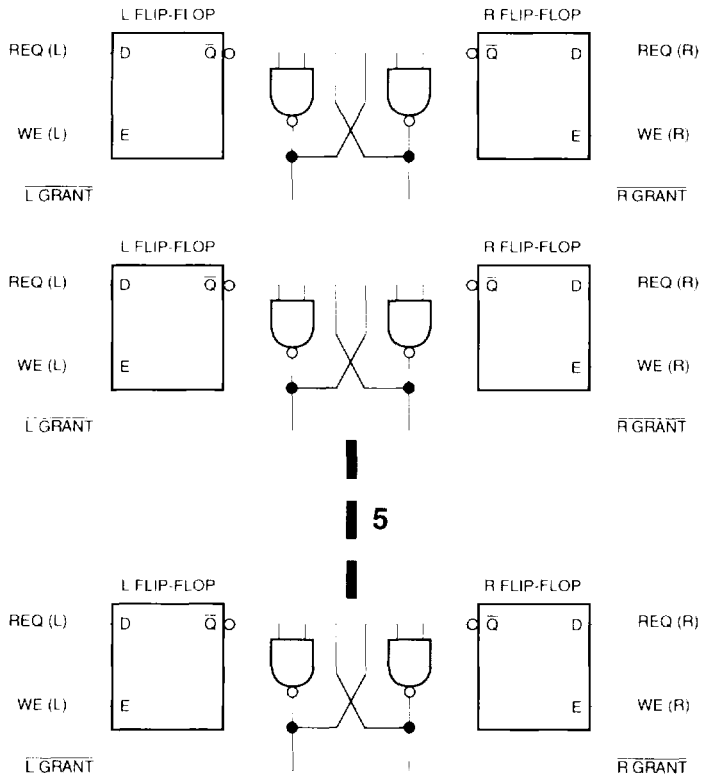 L FLIP-FLOP R FLIP-FLOP
REQ (L) D Q̅ Q̅ D REQ (R)
WE (L) E E WE (R)
L GRANT R GRANT
L FLIP-FLOP R FLIP-FLOP
REQ (L) D Q̅ Q̅ D REQ (R)
WE (L) E E WE (R)
L GRANT R GRANT
5
L FLIP-FLOP R FLIP-FLOP
REQ (L) D Q̅ Q̅ D REQ (R)
WE (L) E E WE (R)
L GRANT R GRANT